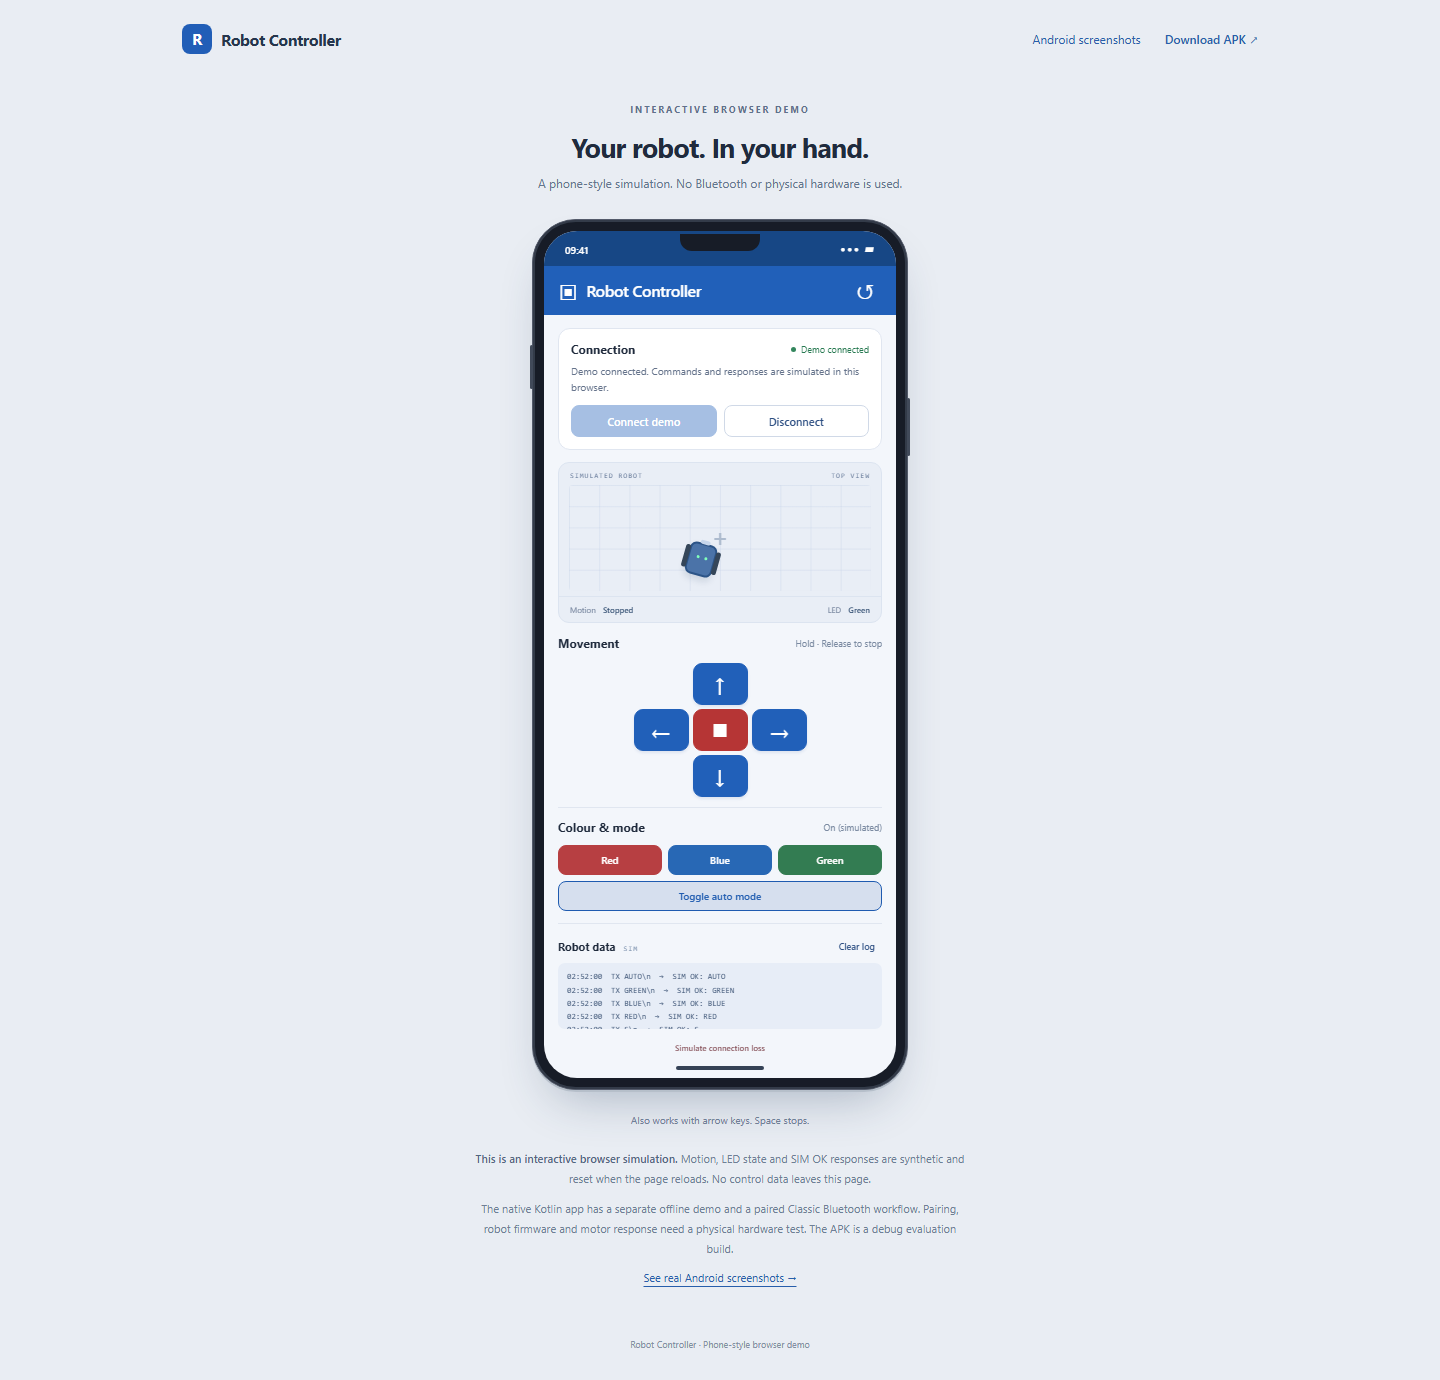 R Robot Controller
Android screenshots Download APK ↗
INTERACTIVE BROWSER DEMO
Your robot. In your hand.
A phone-style simulation. No Bluetooth or physical hardware is used.
09:41
Robot Controller
Connection
Demo connected
Demo connected. Commands and responses are simulated in this
browser.
Connect demo
Disconnect
SIMULATED ROBOT
TOP VIEW
Motion Stopped
LED Green
Movement
Hold · Release to stop
↑
← ■ →
↓
Colour & mode
On (simulated)
Red
Blue
Green
Toggle auto mode
Robot data SIM
Clear log
02:52:00 TX AUTO\n → SIM OK: AUTO
02:52:00 TX GREEN\n → SIM OK: GREEN
02:52:00 TX BLUE\n → SIM OK: BLUE
02:52:00 TX RED\n → SIM OK: RED
Simulate connection loss
Also works with arrow keys. Space stops.
This is an interactive browser simulation. Motion, LED state and SIM OK responses are synthetic and
reset when the page reloads. No control data leaves this page.
The native Kotlin app has a separate offline demo and a paired Classic Bluetooth workflow. Pairing,
robot firmware and motor response need a physical hardware test. The APK is a debug evaluation
build.
See real Android screenshots →
Robot Controller · Phone-style browser demo